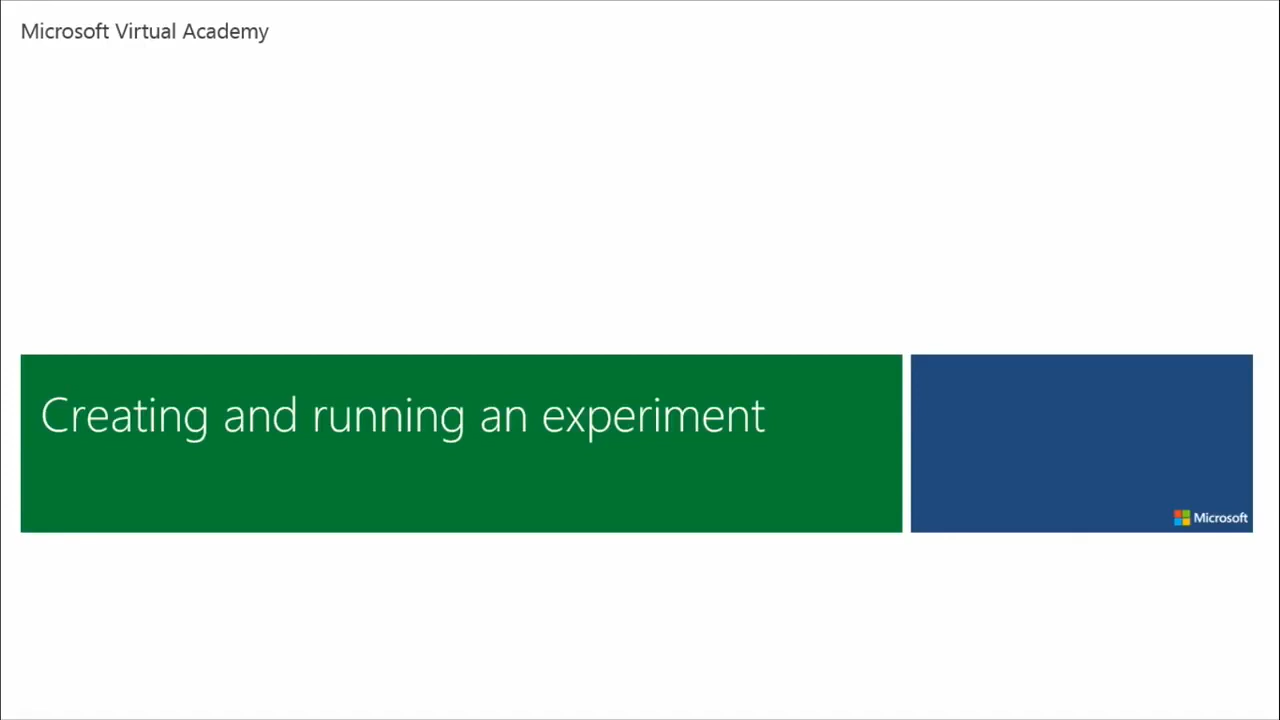 Microsoft Virtual Academy
Creating and running an experiment
Microsoft